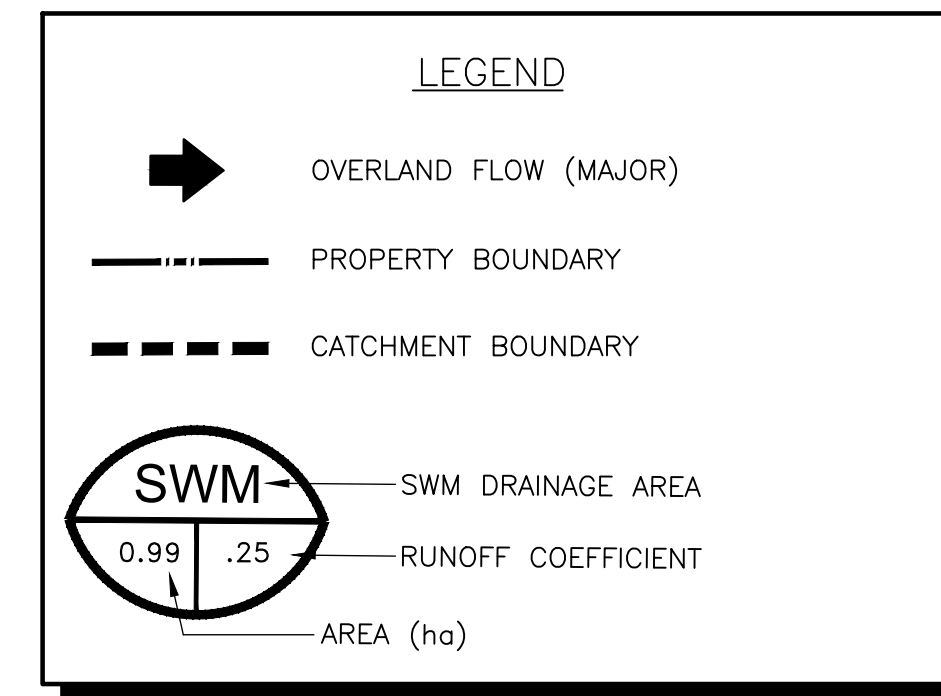 LEGEND
OVERLAND FLOW (MAJOR)
PROPERTY BOUNDARY
CATCHMENT BOUNDARY
SWM
SWM DRAINAGE AREA
0.99 .25
RUNOFF COEFFICIENT
AREA (ha)